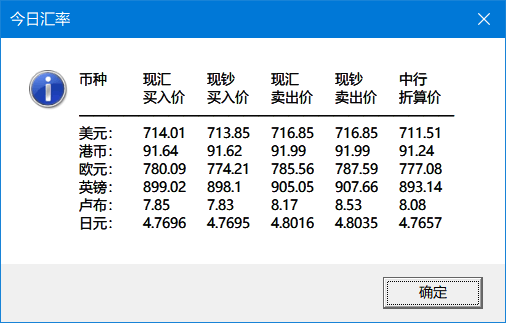 今日汇率
币种 现汇 现钞 现汇 现钞 中行
买入价 买入价 卖出价 卖出价 折算价
美元： 714.01 713.85 716.85 716.85 711.51
港币： 91.64 91.62 91.99 91.99 91.24
欧元： 780.09 774.21 785.56 787.59 777.08
英镑： 899.02 898.1 905.05 907.66 893.14
卢布： 7.85 7.83 8.17 8.53 8.08
日元： 4.7696 4.7695 4.8016 4.8035 4.7657
确定